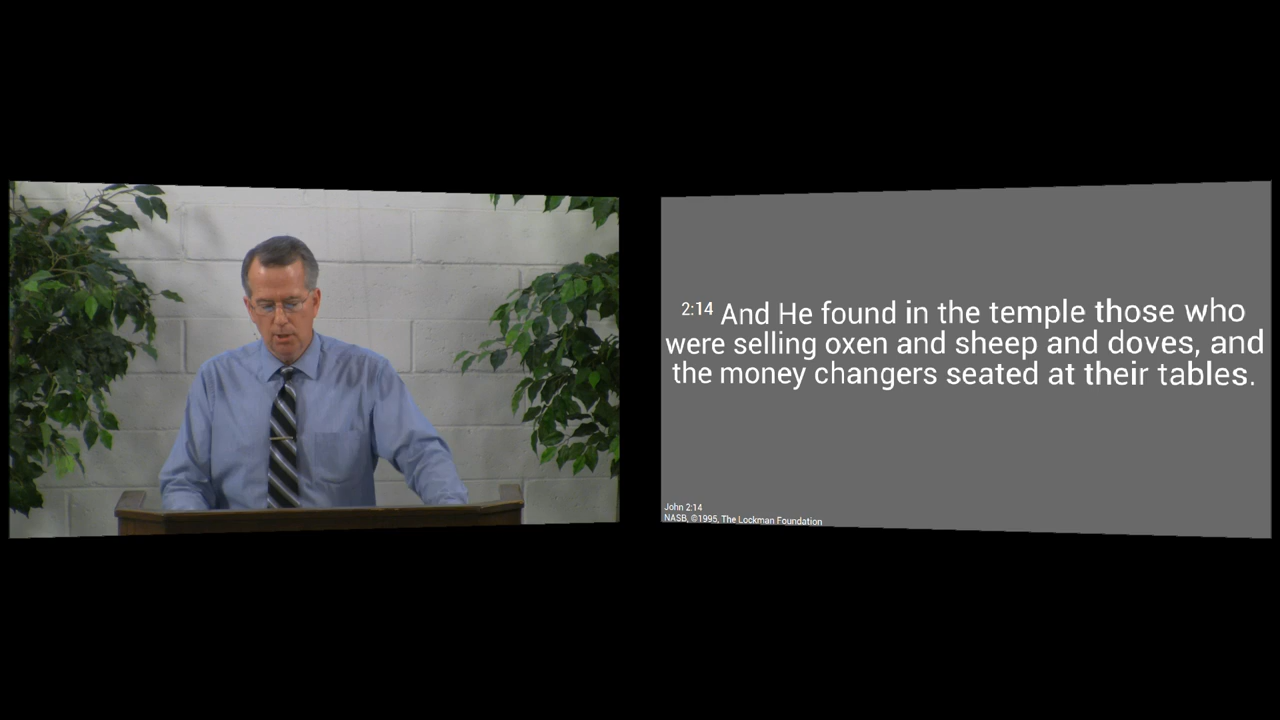 2:14 And He found in the temple those who
were selling oxen and sheep and doves, and
the money changers seated at their tables.
John 2:14
NASB, ©1995, The Lockman Foundation